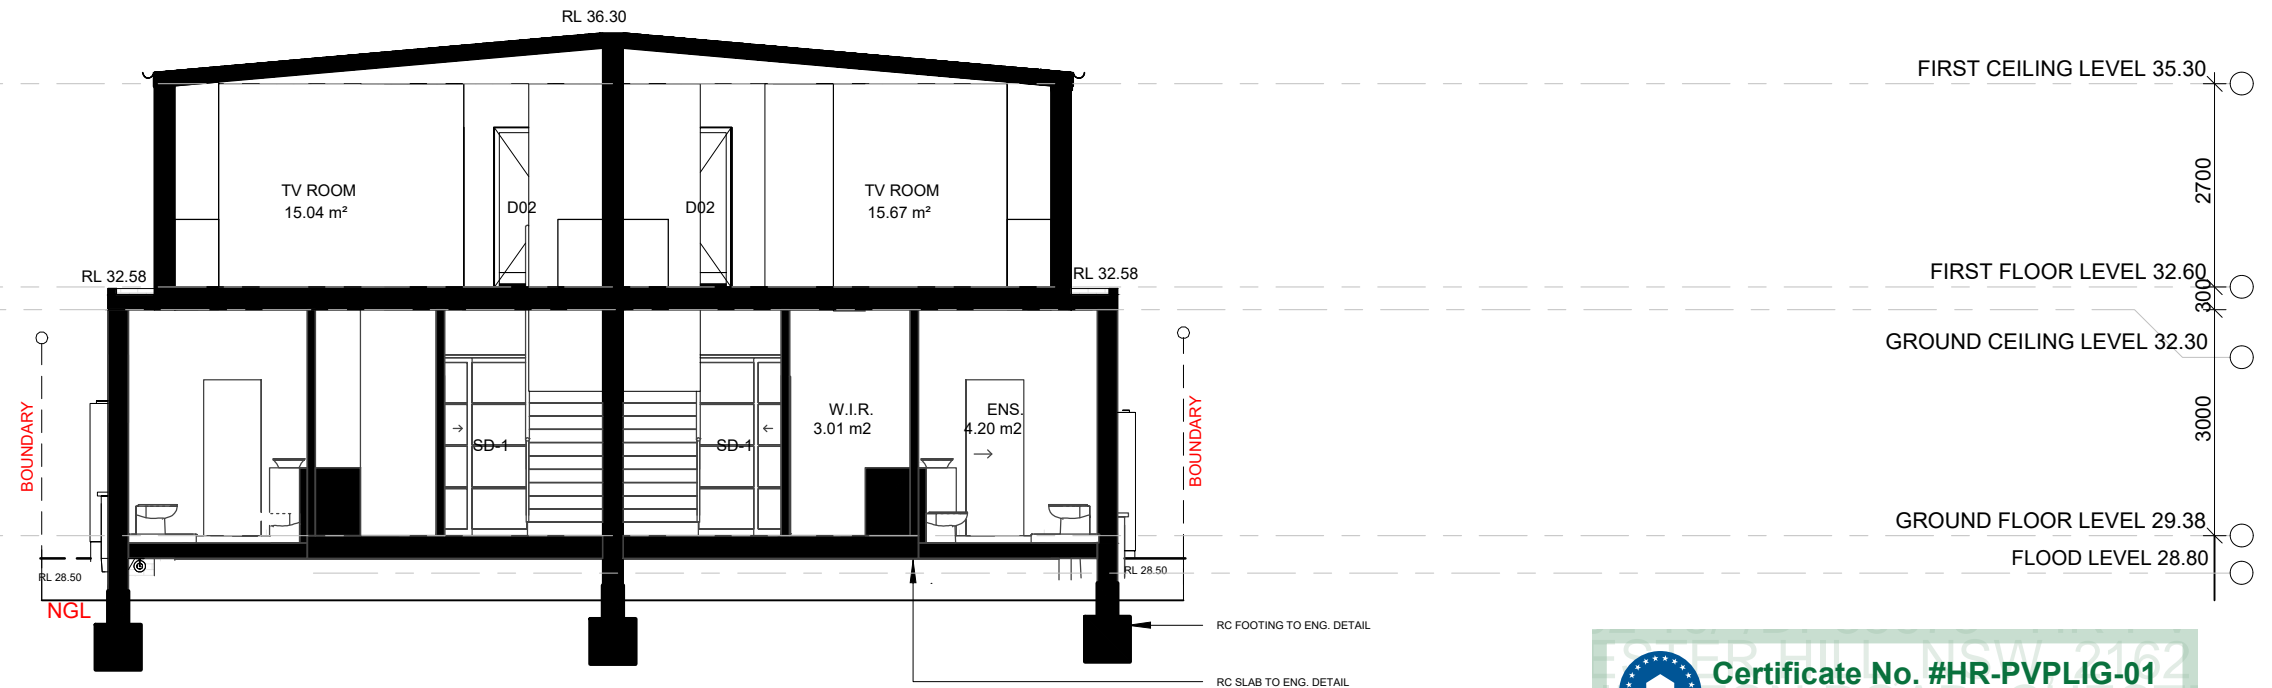 RL 36.30
FIRST CEILING LEVEL 35.30
2700
TV ROOM
15.04 m²
D02
D02
TV ROOM
15.67 m²
RL 32.58
RL 32.58
FIRST FLOOR LEVEL 32.60
300
GROUND CEILING LEVEL 32.30
BOUNDARY
BOUNDARY
3000
SD-1
SD-1
W.I.R.
3.01 m2
ENS.
4.20 m2
GROUND FLOOR LEVEL 29.38
FLOOD LEVEL 28.80
RL 28.50
RL 28.50
NGL
RC FOOTING TO ENG. DETAIL
RC SLAB TO ENG. DETAIL
HILL NSW 2162
Certificate No. #HR-PVPLIG-01